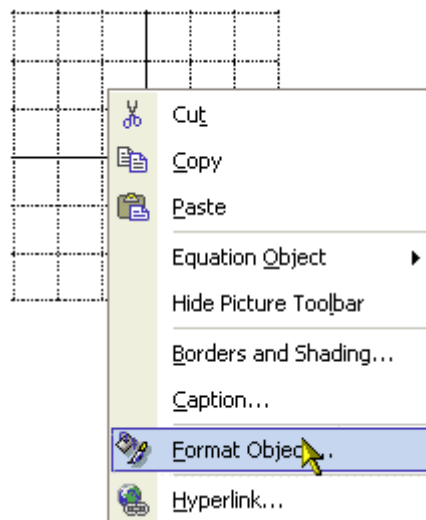 Cut
Copy
Paste
Equation Object
Hide Picture Toolbar
Borders and Shading...
Caption...
Format Object...
Hyperlink...